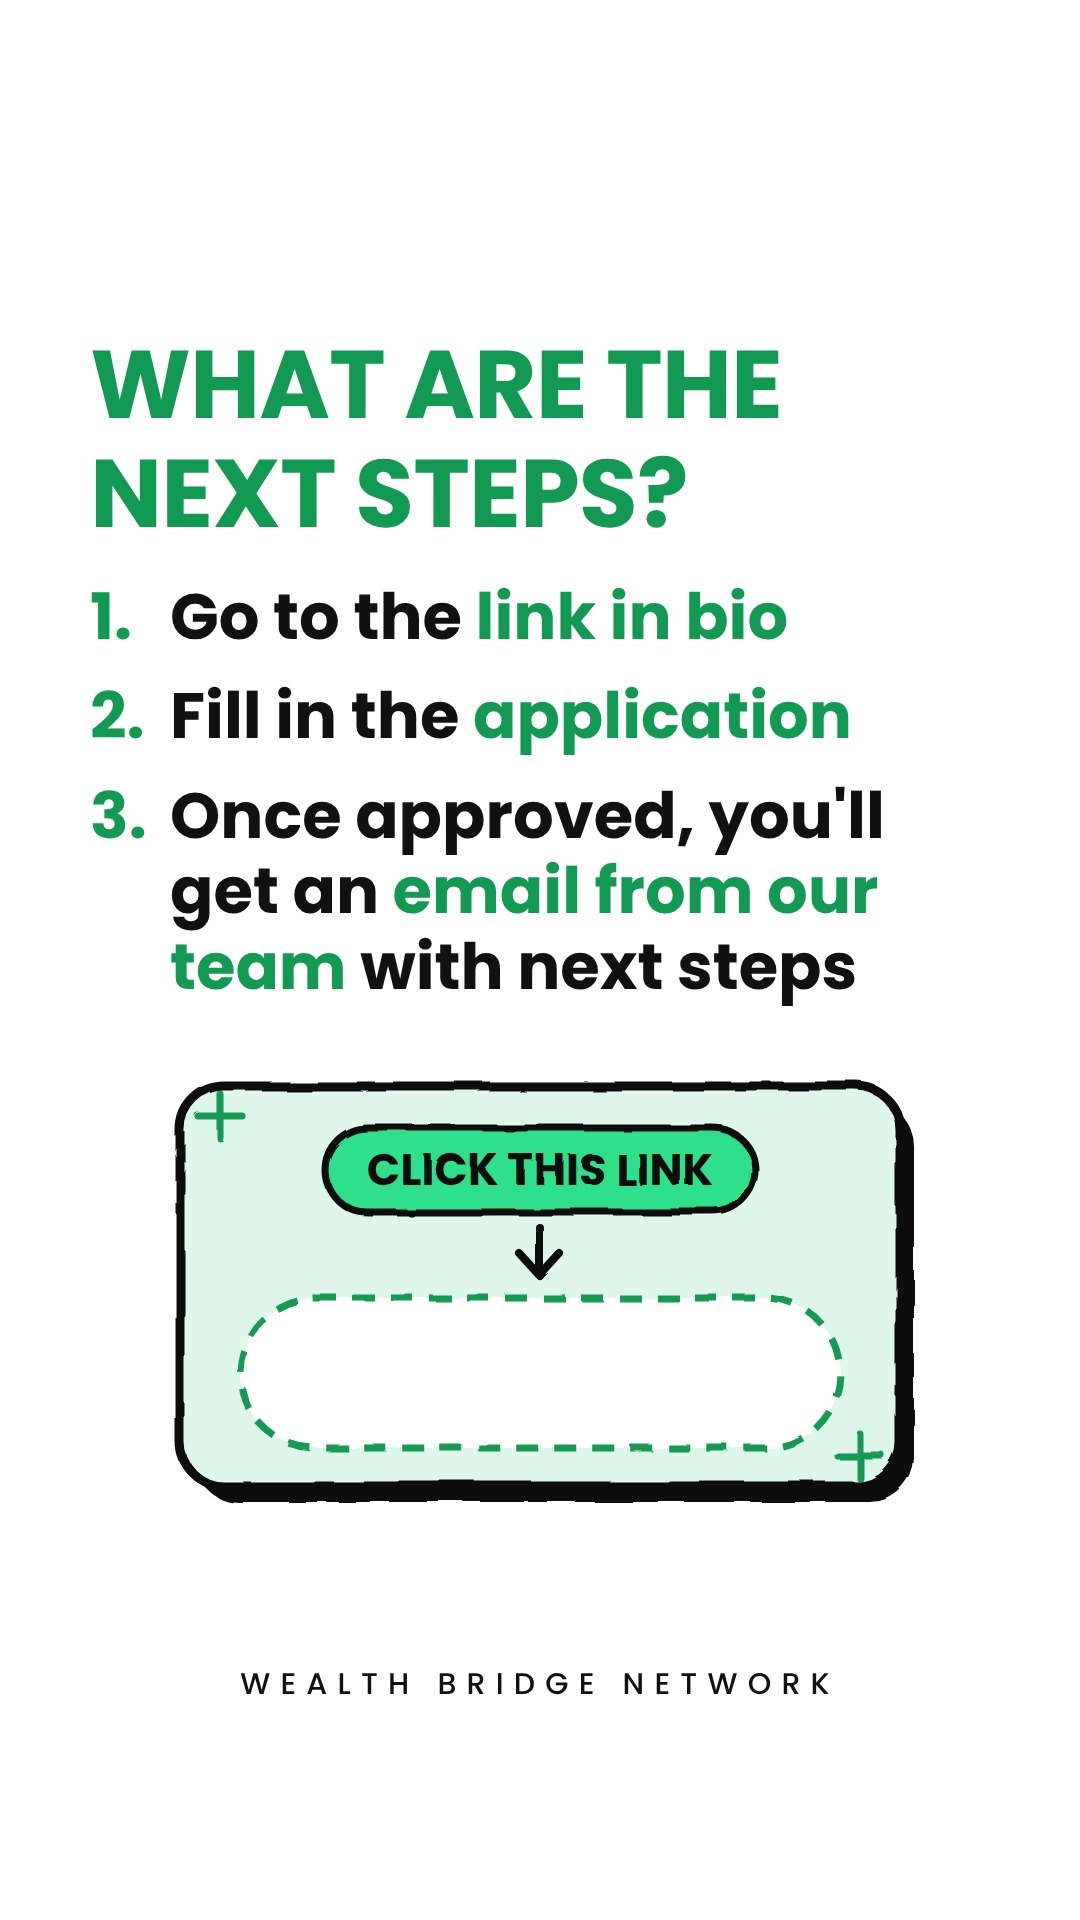 WHAT ARE THE
NEXT STEPS?
1. Go to the link in bio
2. Fill in the application
3. Once approved, you'll
get an email from our
team with next steps
CLICK THIS LINK
WEALTH BRIDGE NETWORK